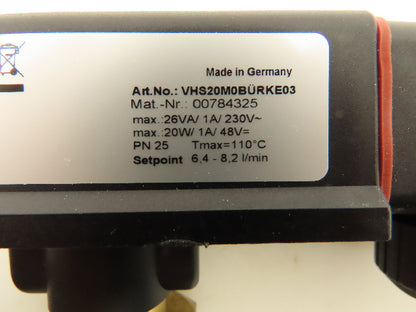 Made in Germany
Art.No.: VHS20M0BÜRKE03
Mat.-Nr.: 00784325
max.:26VA/ 1A/ 230V~
max.:20W/ 1A/ 48V=
PN 25 Tmax=110°C
Setpoint 6,4 - 8,2 l/min